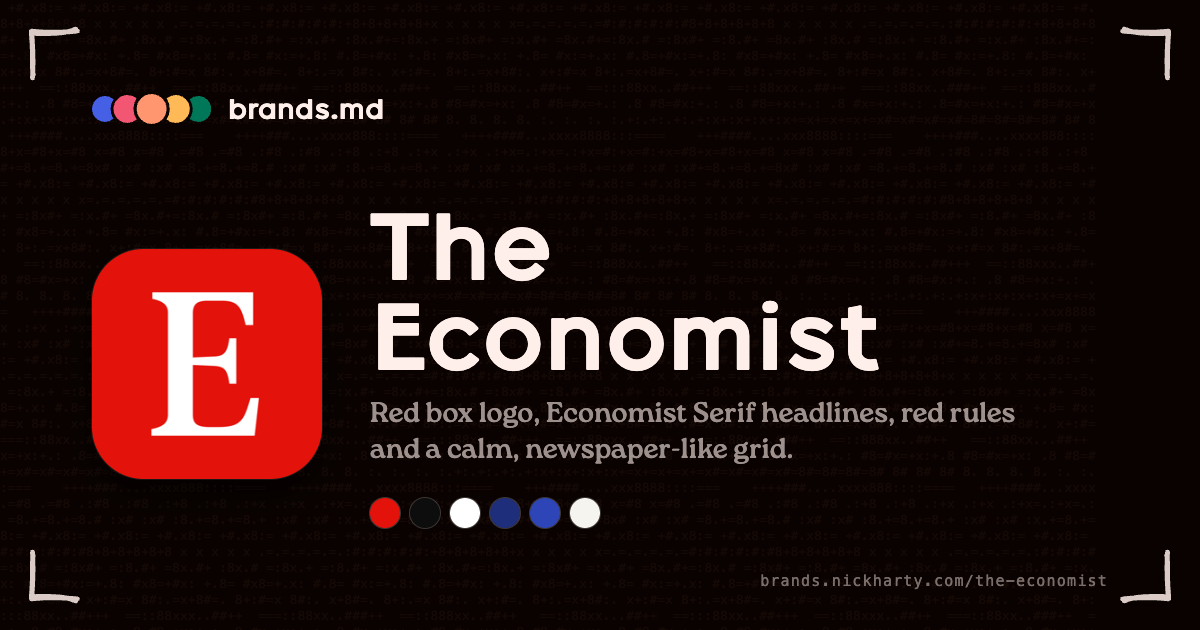 brands.md
E
The
Economist
Red box logo, Economist Serif headlines, red rules
and a calm, newspaper-like grid.
brands.nickharty.com/the-economist